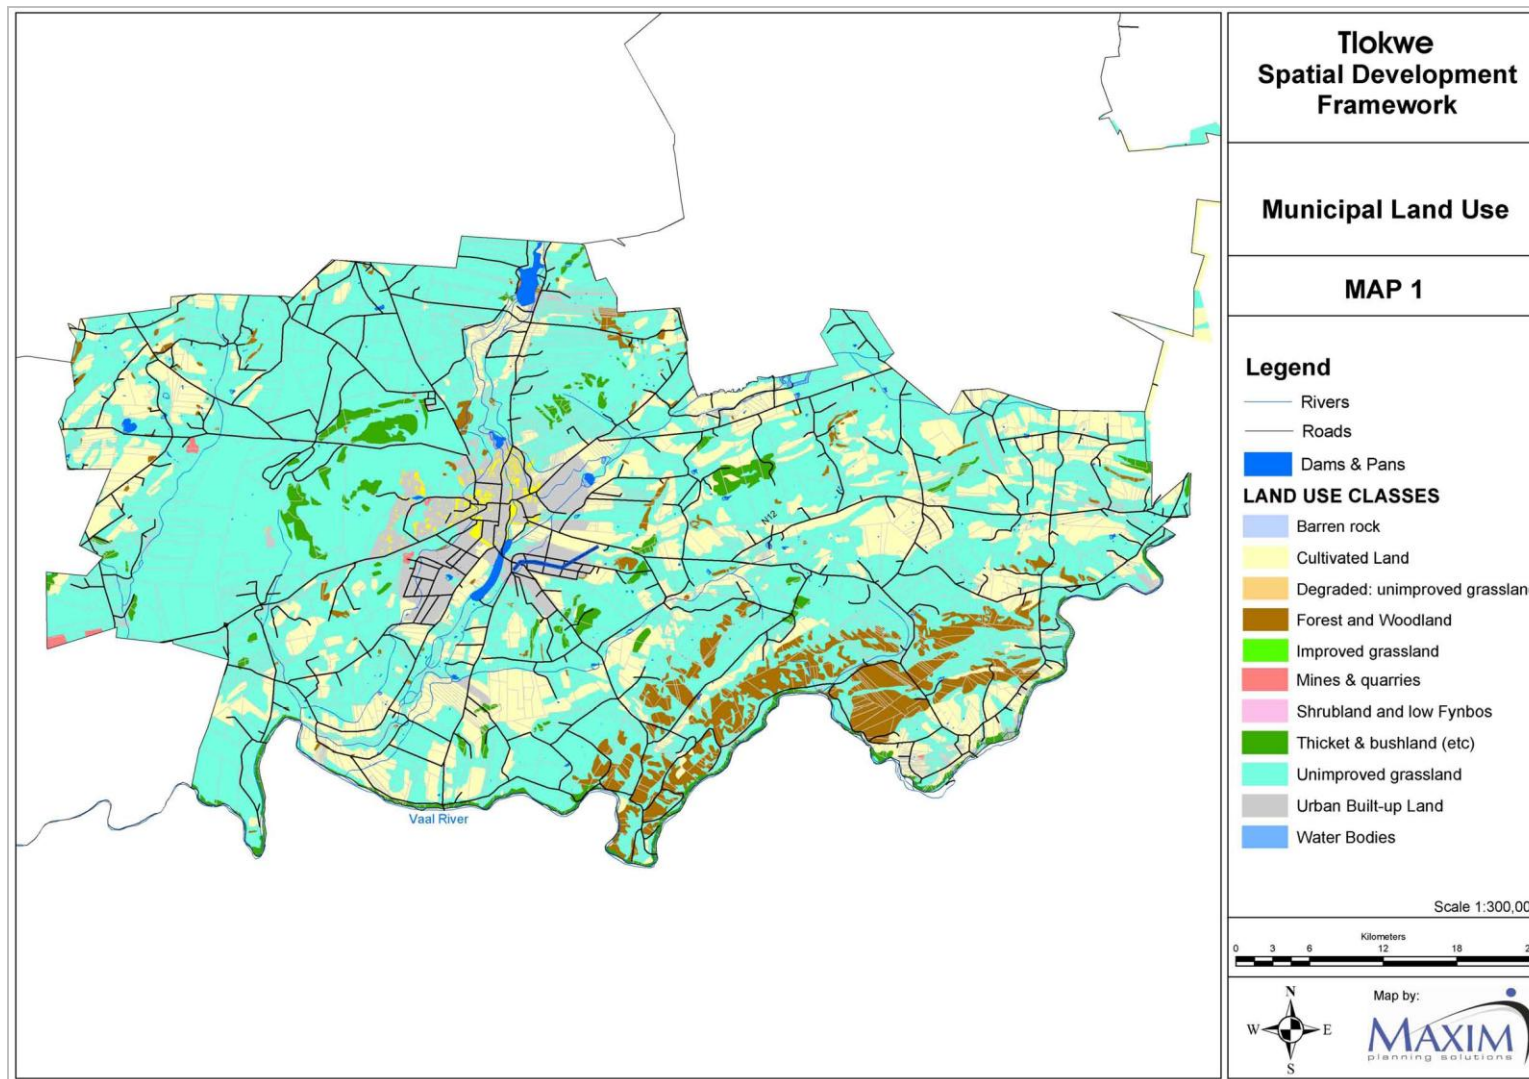 Tlokwe
Spatial Development
Framework
Municipal Land Use
MAP 1
Legend
Rivers
Roads
Dams & Pans
LAND USE CLASSES
Barren rock
Cultivated Land
Degraded: unimproved grasslan
Forest and Woodland
Improved grassland
Mines & quarries
Shrubland and low Fynbos
Thicket & bushland (etc)
Unimproved grassland
Urban Built-up Land
Water Bodies
Scale 1:300,00
Kilometers
0 3 6 12 18 2
N
W E
S
Map by:
MAXIM
planning solutions
N12
Vaal River